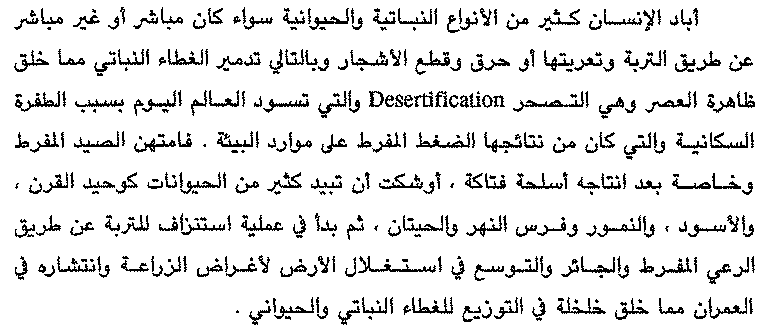 أباد الإنسان كثير من الأنواع النباتية والحيوانية سواء كان مباشر أو غير مباشر
عن طريق التربة وتعريتها أو حرق وقطع الأشجار وبالتالي تدمير الغطاء النباتي مما خلق
ظاهرة العصر وهي التصحر Desertification والتي تسود العالم اليوم بسبب الطفرة
السكانية والتي كان من نتائجها الضغط المفرط على موارد البيئة . فامتهن الصيد المفرط
وخاصة بعد انتاجه أسلحة فتاكة ، أوشكت أن تبيد كثير من الحيوانات كوحيد القرن ،
والأسود ، والنمور وفرس النهر والحيتان ، ثم بدأ في عملية استنزاف للتربة عن طريق
الرعي المفرط والجائر والتوسع في استغلال الأرض لأغراض الزراعة وانتشاره في
العمران مما خلق خلخلة في التوزيع للغطاء النباتي والحيواني .